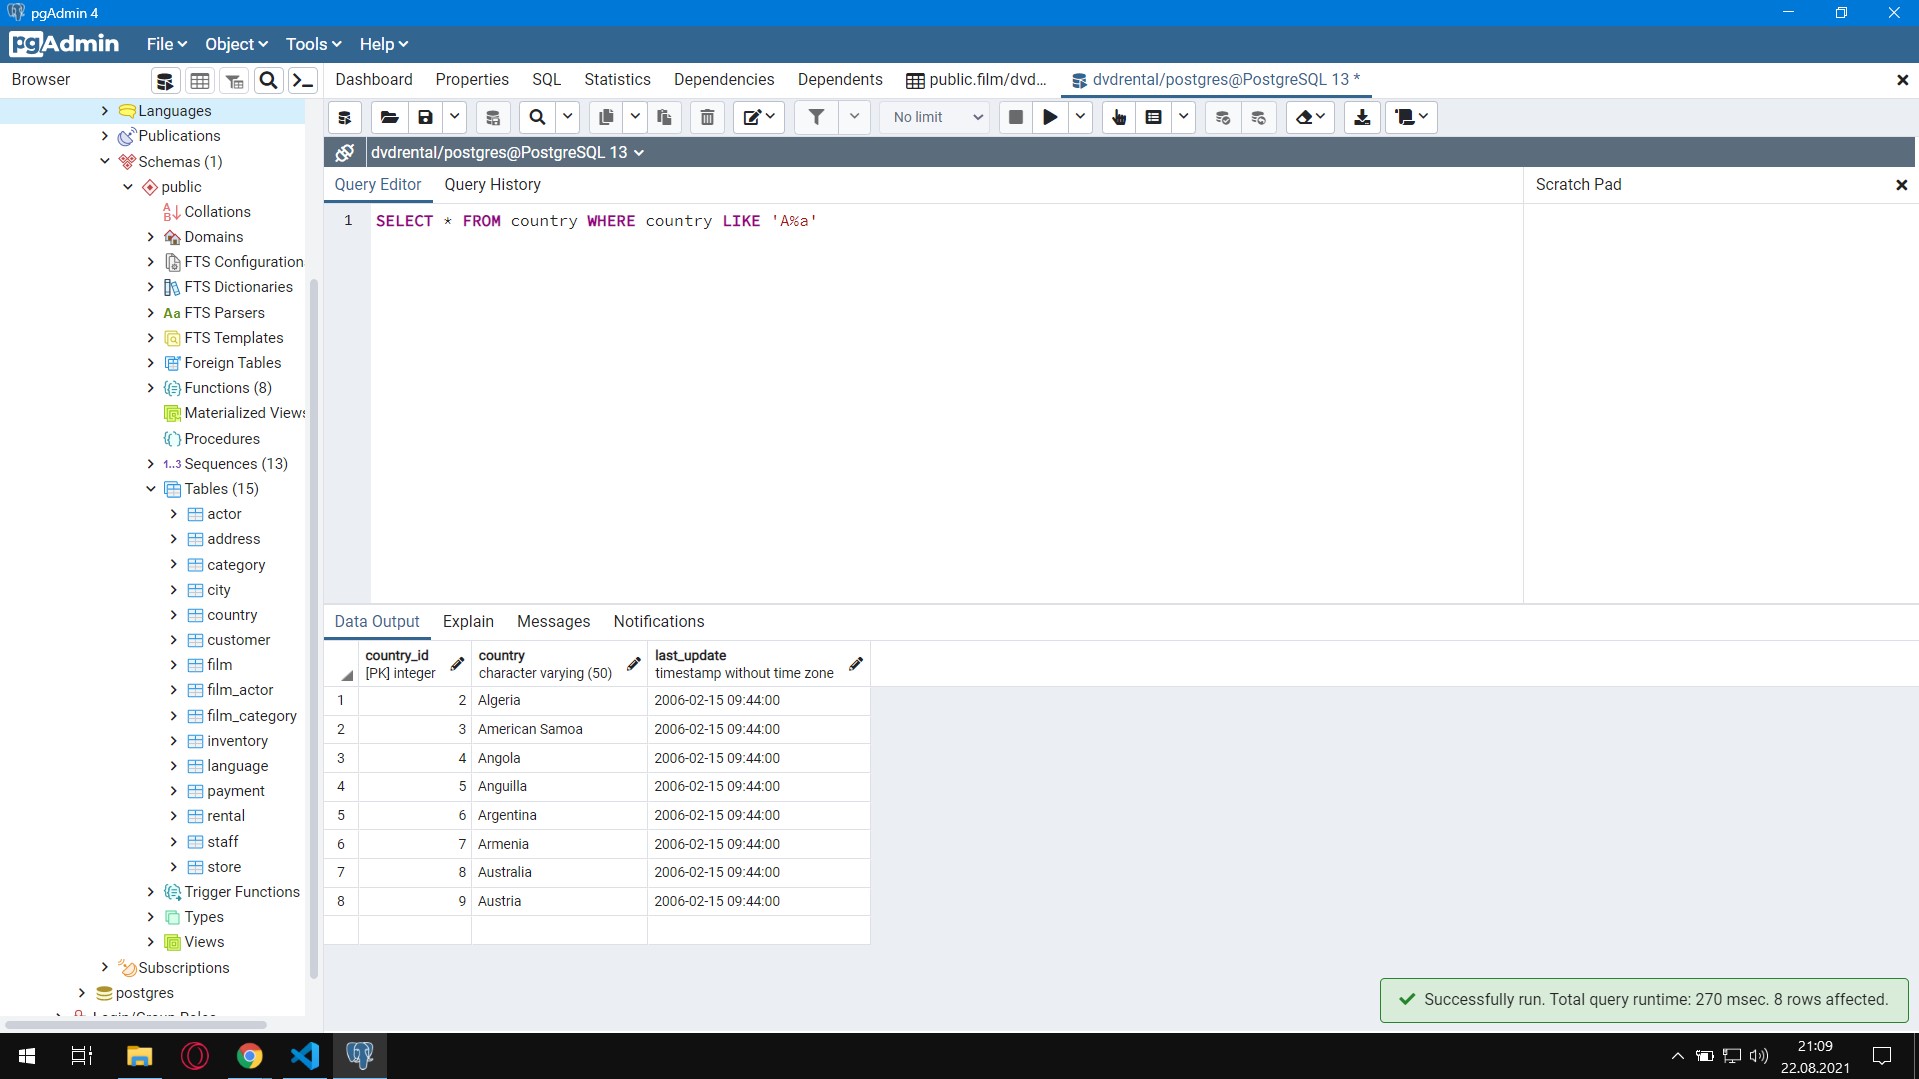 pgAdmin 4
pgAdmin File Object Tools Help
Browser
Dashboard Properties SQL Statistics Dependencies Dependents public.film/dvd... dvdrental/postgres@PostgreSQL 13 *
No limit
dvdrental/postgres@PostgreSQL 13
Query Editor Query History
Scratch Pad
1 SELECT * FROM country WHERE country LIKE 'A%a'
Languages
Publications
Schemas (1)
public
Collations
Domains
FTS Configuration
FTS Dictionaries
Aa FTS Parsers
FTS Templates
Foreign Tables
Functions (8)
Materialized Views
Procedures
1..3 Sequences (13)
Tables (15)
actor
address
category
city
country
customer
film
film_actor
film_category
inventory
language
payment
rental
staff
store
Trigger Functions
Types
Views
Subscriptions
postgres
Login/Group Roles
Data Output Explain Messages Notifications
country_id country last_update
[PK] integer character varying (50) timestamp without time zone
1 2 Algeria 2006-02-15 09:44:00
2 3 American Samoa 2006-02-15 09:44:00
3 4 Angola 2006-02-15 09:44:00
4 5 Anguilla 2006-02-15 09:44:00
5 6 Argentina 2006-02-15 09:44:00
6 7 Armenia 2006-02-15 09:44:00
7 8 Australia 2006-02-15 09:44:00
8 9 Austria 2006-02-15 09:44:00
Successfully run. Total query runtime: 270 msec. 8 rows affected.
21:09
22.08.2021